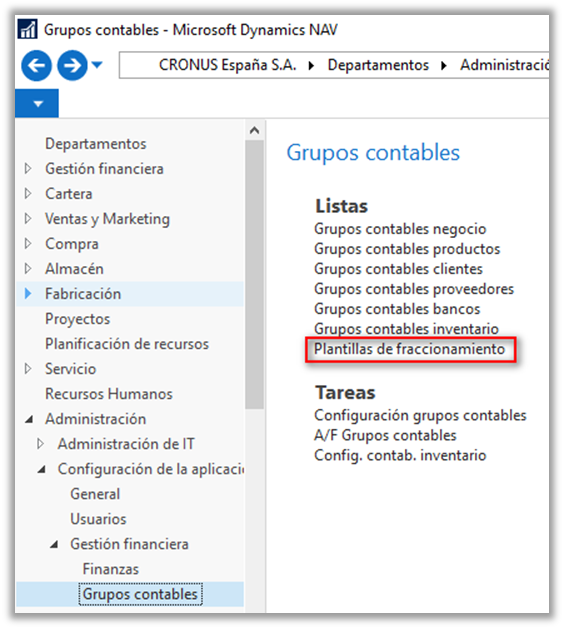 Grupos contables - Microsoft Dynamics NAV
CRONUS España S.A. Departamentos Administració
Departamentos
Gestión financiera
Cartera
Ventas y Marketing
Compra
Almacén
Fabricación
Proyectos
Planificación de recursos
Servicio
Recursos Humanos
Administración
Administración de IT
Configuración de la aplicaci
General
Usuarios
Gestión financiera
Finanzas
Grupos contables
Grupos contables
Listas
Grupos contables negocio
Grupos contables productos
Grupos contables clientes
Grupos contables proveedores
Grupos contables bancos
Grupos contables inventario
Plantillas de fraccionamiento
Tareas
Configuración grupos contables
A/F Grupos contables
Config. contab. inventario